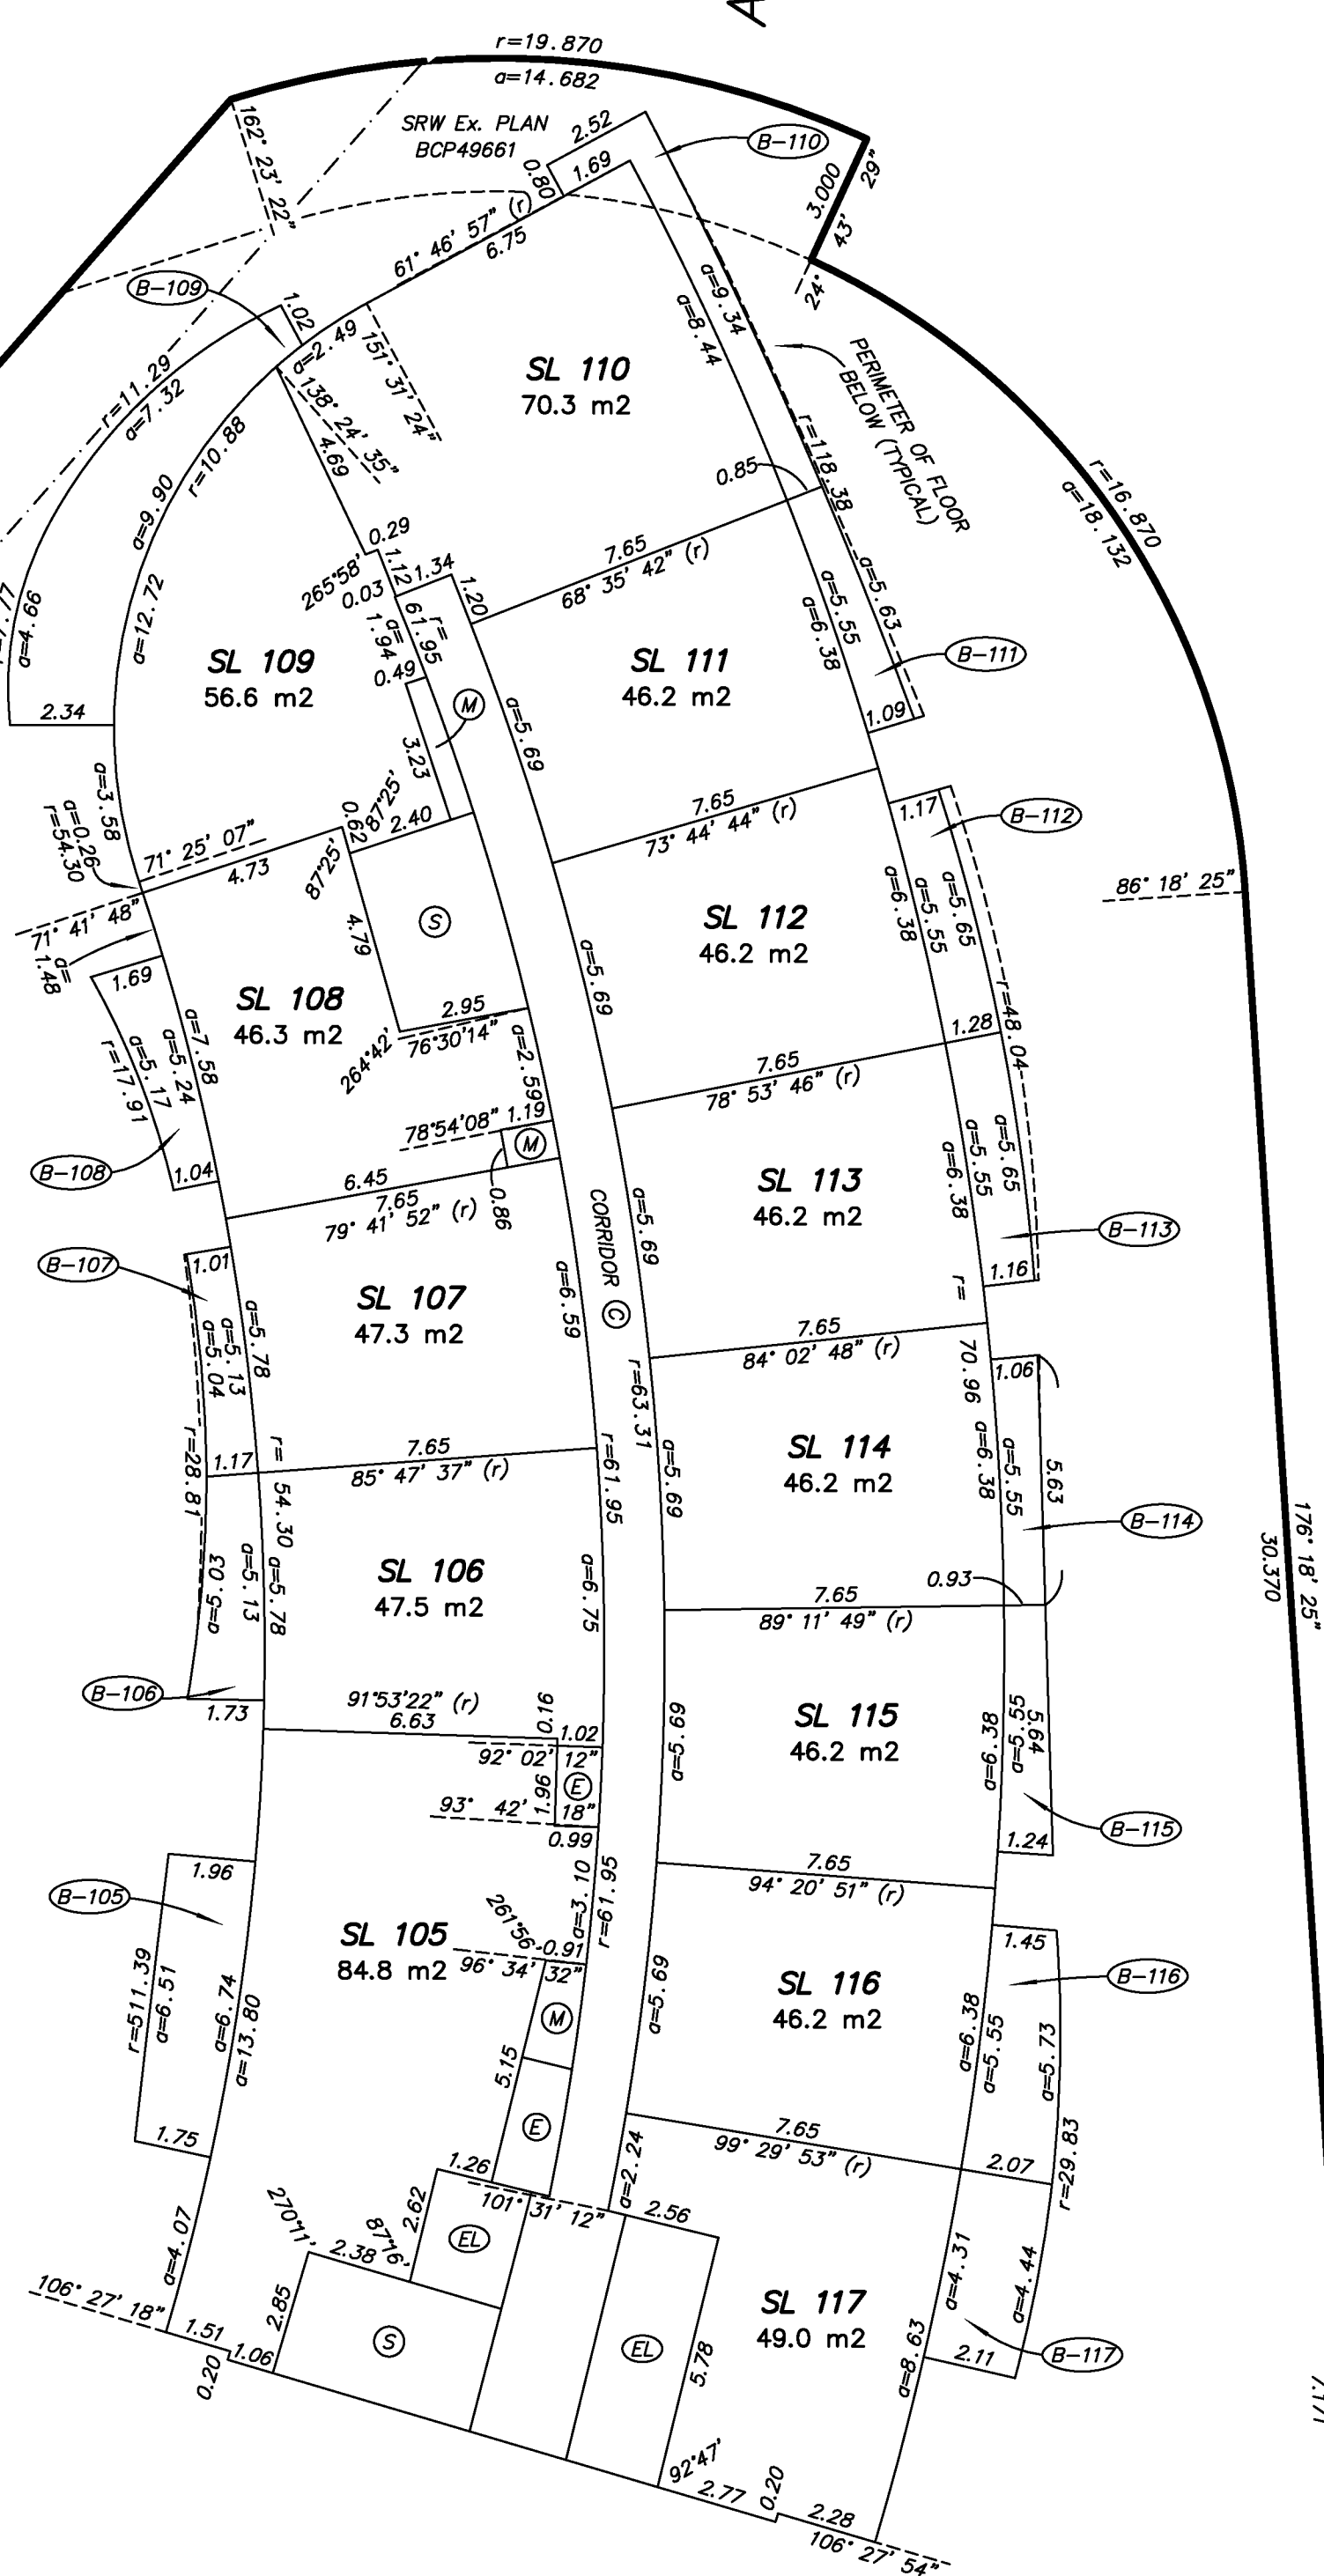 A
r=19.870
a=14.682
SRW Ex. PLAN
BCP49661
2.52
B-110
1.69
0.80
162° 23' 22"
3.000
24° 43' 29"
61° 46' 57" (r)
6.75
B-109
1.02
a=2.49
151° 31' 24"
138° 24' 35"
4.69
r=11.29
a=7.32
r=10.88
a=9.90
a=12.72
a=4.66
a=9.34
a=8.44
PERIMETER OF FLOOR
BELOW (TYPICAL)
r=118.38
SL 110
70.3 m2
0.85
r=16.870
a=18.132
7.65
68° 35' 42" (r)
0.29
1.12
1.34
1.20
265°58'
0.03
r=
61.95
a=
1.94
0.49
SL 109
56.6 m2
2.34
M
3.23
87°25'
0.62
2.40
87°25'
a=3.58
a=0.26
r=54.30
71° 25' 07"
4.73
71° 41' 48"
a=
1.48
SL 111
46.2 m2
a=5.69
a=5.55
a=6.38
a=5.63
B-111
1.09
7.65
73° 44' 44" (r)
1.17
B-112
86° 18' 25"
S
4.79
SL 108
46.3 m2
2.95
76°30'14"
264°42'
1.69
a=7.58
a=5.24
a=5.17
r=17.91
B-108
1.04
a=2.59
78°54'08"
1.19
M
0.86
SL 112
46.2 m2
a=5.69
a=6.38
a=5.55
a=5.65
1.28
r=48.04
7.65
78° 53' 46" (r)
6.45
7.65
79° 41' 52" (r)
SL 113
46.2 m2
a=5.69
a=6.38
a=5.55
a=5.65
B-113
1.16
CORRIDOR C
B-107
1.01
SL 107
47.3 m2
a=5.78
a=5.13
a=5.04
a=6.59
r=
70.96
7.65
84° 02' 48" (r)
1.06
r=63.31
r=61.95
r=28.81
1.17
r=
54.30
7.65
85° 47' 37" (r)
SL 114
46.2 m2
a=5.69
a=6.38
a=5.55
5.63
B-114
176° 18' 25"
30.370
SL 106
47.5 m2
a=5.03
a=5.13
a=5.78
a=6.75
0.93
7.65
89° 11' 49" (r)
B-106
1.73
91°53'22" (r)
6.63
0.16
1.02
92° 02' 12"
E
1.96
93° 42' 18"
0.99
SL 115
46.2 m2
a=5.69
a=6.38
a=5.55
5.64
B-115
1.24
7.65
94° 20' 51" (r)
B-105
1.96
SL 105
84.8 m2
a=3.10
r=61.95
261°56'
0.91
96° 34' 32"
M
5.15
E
r=511.39
a=6.51
a=6.74
a=13.80
1.75
SL 116
46.2 m2
a=5.69
a=6.38
a=5.55
a=5.73
1.45
B-116
7.65
99° 29' 53" (r)
2.07
r=29.83
1.26
101° 31' 12"
a=2.24
2.56
EL
2.62
270°11'
87°16'
2.38
2.85
S
a=4.07
106° 27' 18"
1.51
0.20
1.06
EL
5.78
SL 117
49.0 m2
a=4.31
a=4.44
a=8.63
2.11
B-117
92°47'
2.77
0.20
2.28
106° 27' 54"